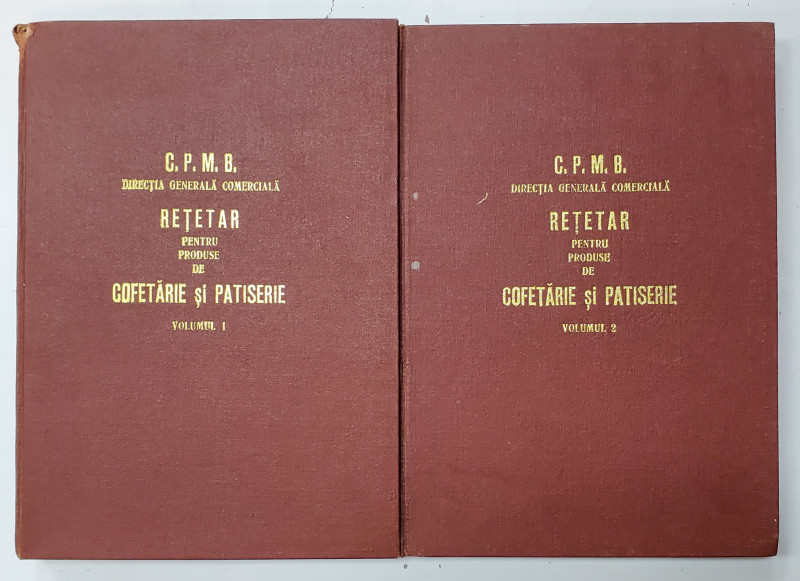 C. P. M. B.
DIRECȚIA GENERALĂ COMERCIALĂ
REȚETAR
PENTRU
PRODUSE
DE
COFETĂRIE și PATISERIE
VOLUMUL 1
C. P. M. B.
DIRECȚIA GENERALĂ COMERCIALĂ
REȚETAR
PENTRU
PRODUSE
DE
COFETĂRIE și PATISERIE
VOLUMUL 2